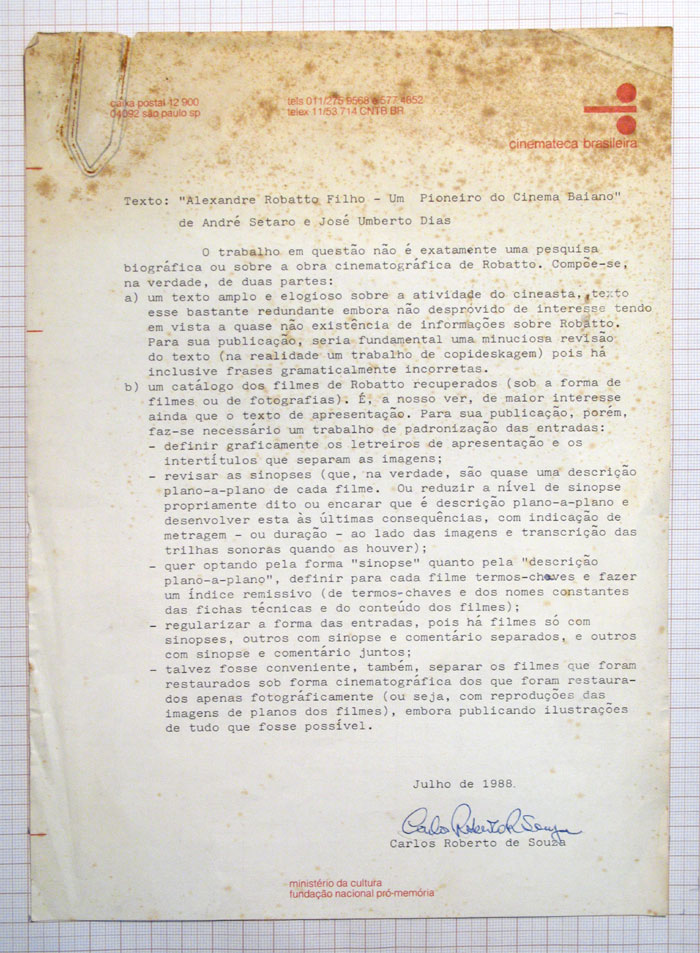 caixa postal 12 900
04092 são paulo sp
tels 011/275 9568 e 577 4652
telex 11/53 714 CNTB BR
cinemateca brasileira
Texto: "Alexandre Robatto Filho - Um Pioneiro do Cinema Baiano"
de André Setaro e José Umberto Dias
O trabalho em questão não é exatamente uma pesquisa
biográfica ou sobre a obra cinematográfica de Robatto. Compõe-se,
na verdade, de duas partes:
a) um texto amplo e elogioso sobre a atividade do cineasta, texto
esse bastante redundante embora não desprovido de interesse tendo
em vista a quase não existência de informações sobre Robatto.
Para sua publicação, seria fundamental uma minuciosa revisão
do texto (na realidade um trabalho de copideskagem) pois há
inclusive frases gramaticalmente incorretas.
b) um catálogo dos filmes de Robatto recuperados (sob a forma de
filmes ou de fotografias). É, a nosso ver, de maior interesse
ainda que o texto de apresentação. Para sua publicação, porém,
faz-se necessário um trabalho de padronização das entradas:
- definir graficamente os letreiros de apresentação e os
intertítulos que separam as imagens;
- revisar as sinopses (que, na verdade, são quase uma descrição
plano-a-plano de cada filme. Ou reduzir a nível de sinopse
propriamente dito ou encarar que é descrição plano-a-plano e
desenvolver esta às últimas consequências, com indicação de
metragem - ou duração - ao lado das imagens e transcrição das
trilhas sonoras quando as houver);
- quer optando pela forma "sinopse" quanto pela "descrição
plano-a-plano", definir para cada filme termos-chaves e fazer
um índice remissivo (de termos-chaves e dos nomes constantes
das fichas técnicas e do conteúdo dos filmes);
- regularizar a forma das entradas, pois há filmes só com
sinopses, outros com sinopse e comentário separados, e outros
com sinopse e comentário juntos;
- talvez fosse conveniente, também, separar os filmes que foram
restaurados sob forma cinematográfica dos que foram restaura-
dos apenas fotográficamente (ou seja, com reproduções das
imagens de planos dos filmes), embora publicando ilustrações
de tudo que fosse possível.
Julho de 1988.
Carlos Roberto de Souza
Carlos Roberto de Souza
ministério da cultura
fundação nacional pró-memória